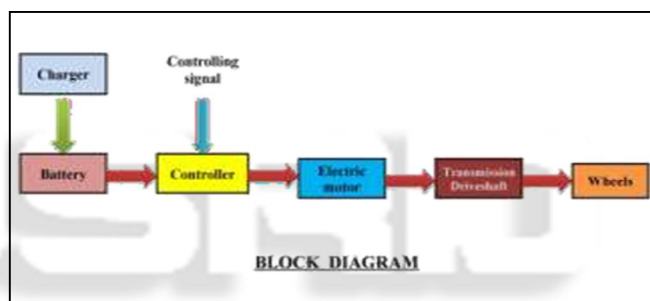 Charger
Controlling
signal
Battery
Controller
Electric
motor
Transmission
Driveshaft
Wheels
BLOCK DIAGRAM